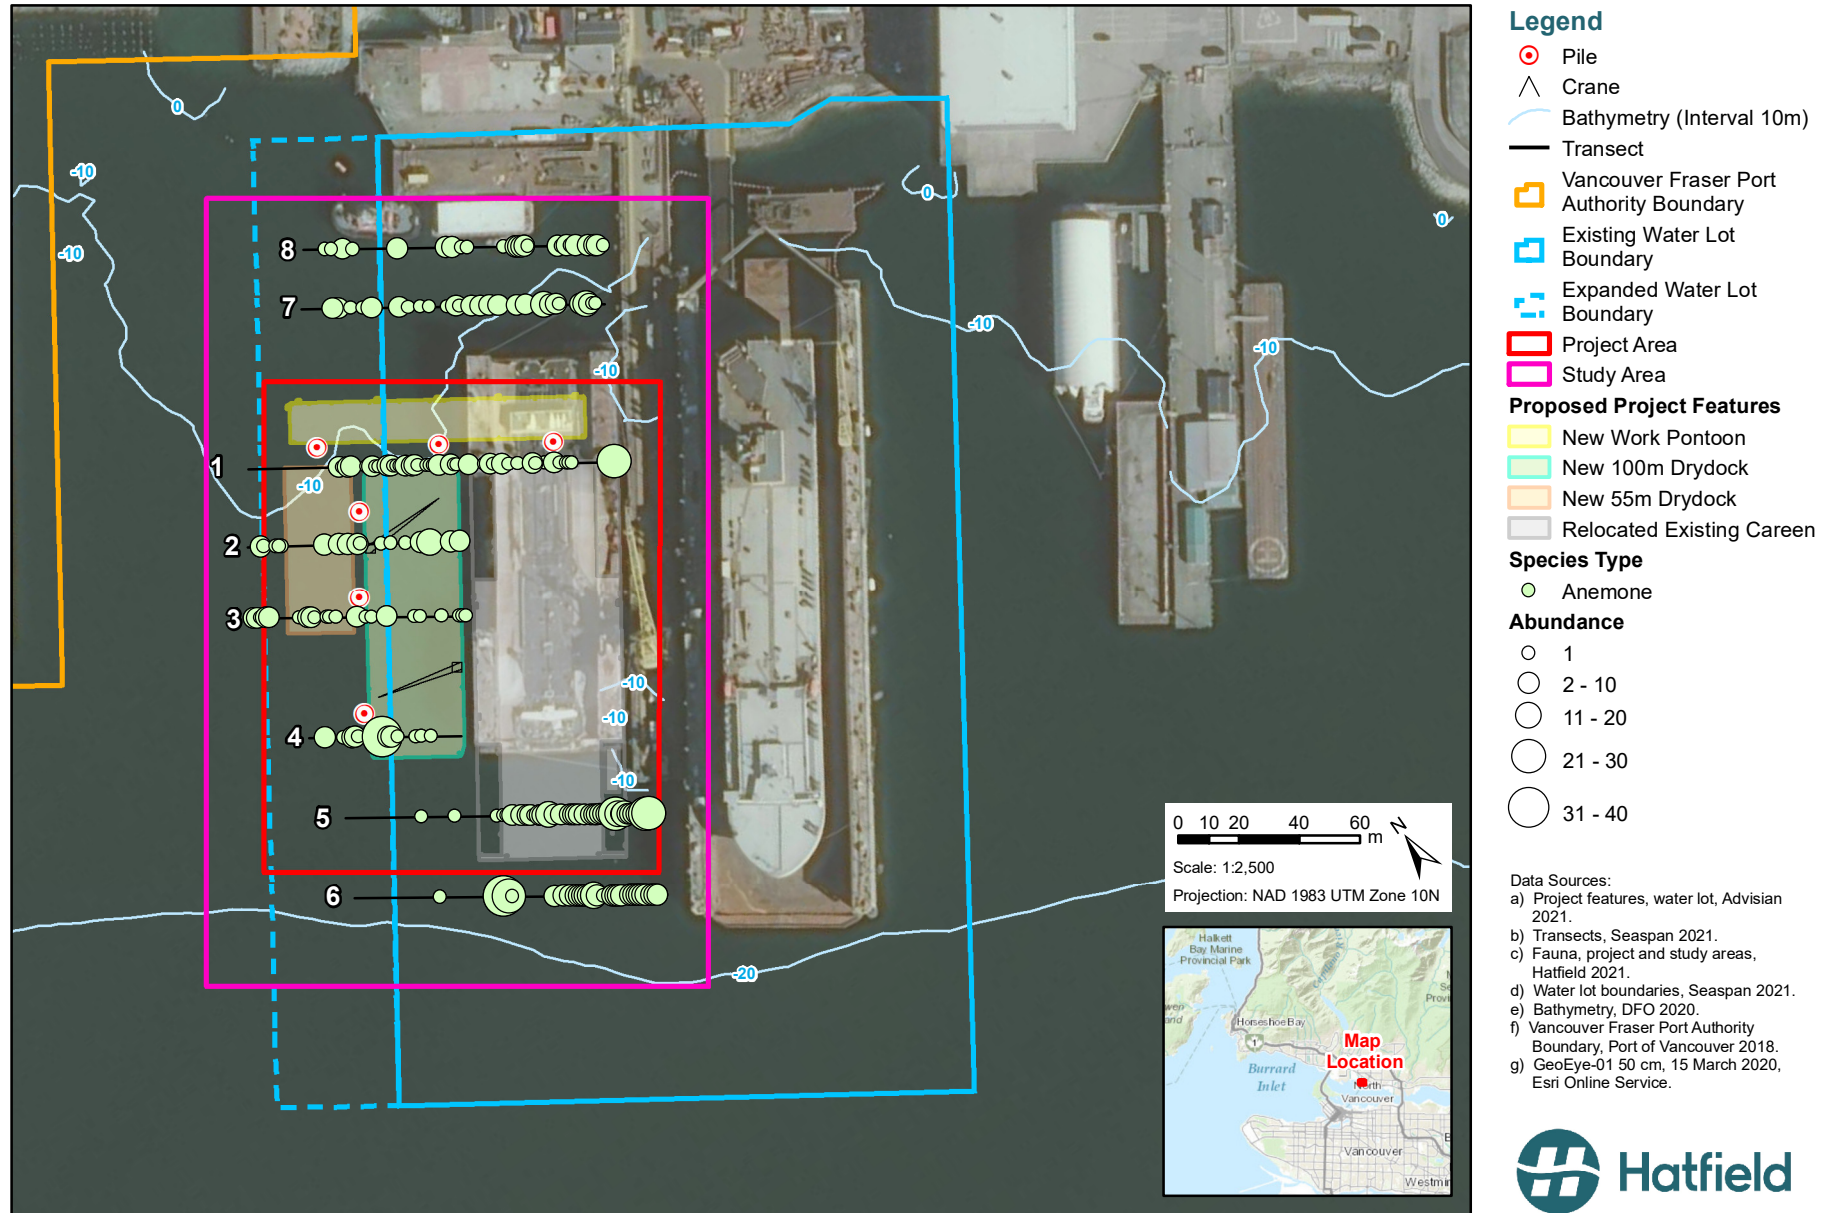 0
-10
-10
0
0
8
7
-10
-10
-10
1
-10
2
3
-10
-10
4
-10
5
6
-20
0 10 20 40 60
m
N
Scale: 1:2,500
Projection: NAD 1983 UTM Zone 10N
Halkett
Bay Marine
Provincial Park
Horseshoe Bay
1
Map
Location
Burrard
Inlet
North
Vancouver
Vancouver
Legend
Pile
Crane
Bathymetry (Interval 10m)
Transect
Vancouver Fraser Port
Authority Boundary
Existing Water Lot
Boundary
Expanded Water Lot
Boundary
Project Area
Study Area
Proposed Project Features
New Work Pontoon
New 100m Drydock
New 55m Drydock
Relocated Existing Careen
Species Type
Anemone
Abundance
1
2 - 10
11 - 20
21 - 30
31 - 40
Data Sources:
a) Project features, water lot, Advisian
2021.
b) Transects, Seaspan 2021.
c) Fauna, project and study areas,
Hatfield 2021.
d) Water lot boundaries, Seaspan 2021.
e) Bathymetry, DFO 2020.
f) Vancouver Fraser Port Authority
Boundary, Port of Vancouver 2018.
g) GeoEye-01 50 cm, 15 March 2020,
Esri Online Service.
Hatfield